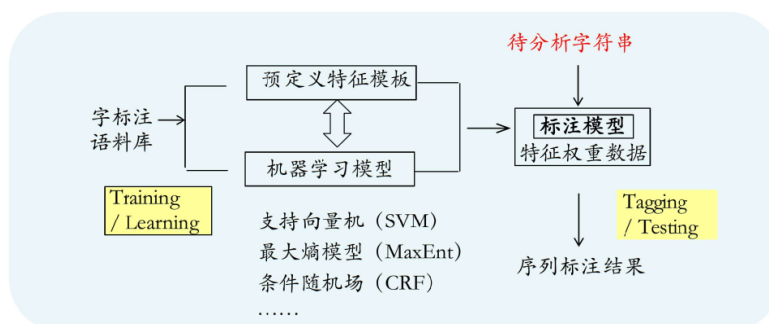 待分析字符串
预定义特征模板
字标注
语料库
标注模型
特征权重数据
机器学习模型
Training
/ Learning
支持向量机（SVM）
最大熵模型（MaxEnt）
条件随机场（CRF）
……
Tagging
/ Testing
序列标注结果